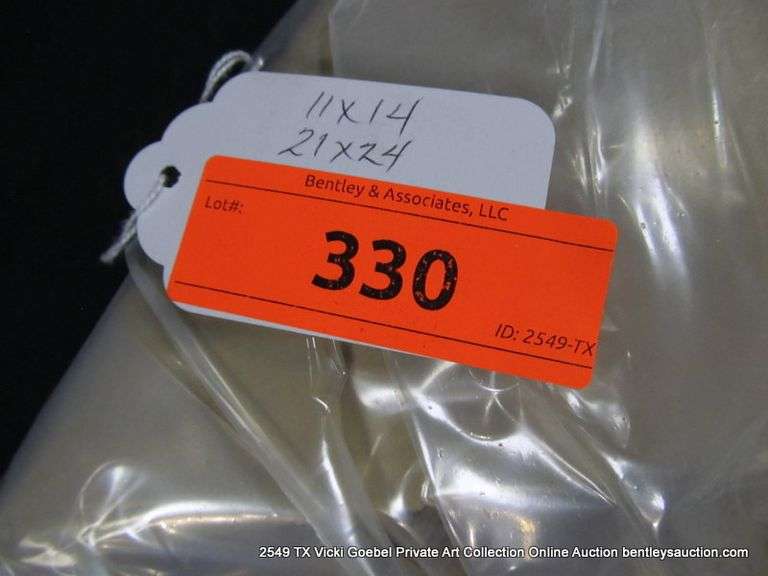 11x14
21x24
Bentley & Associates, LLC
Lot#:
330
ID: 2549-TX
2549 TX Vicki Goebel Private Art Collection Online Auction bentleysauction.com